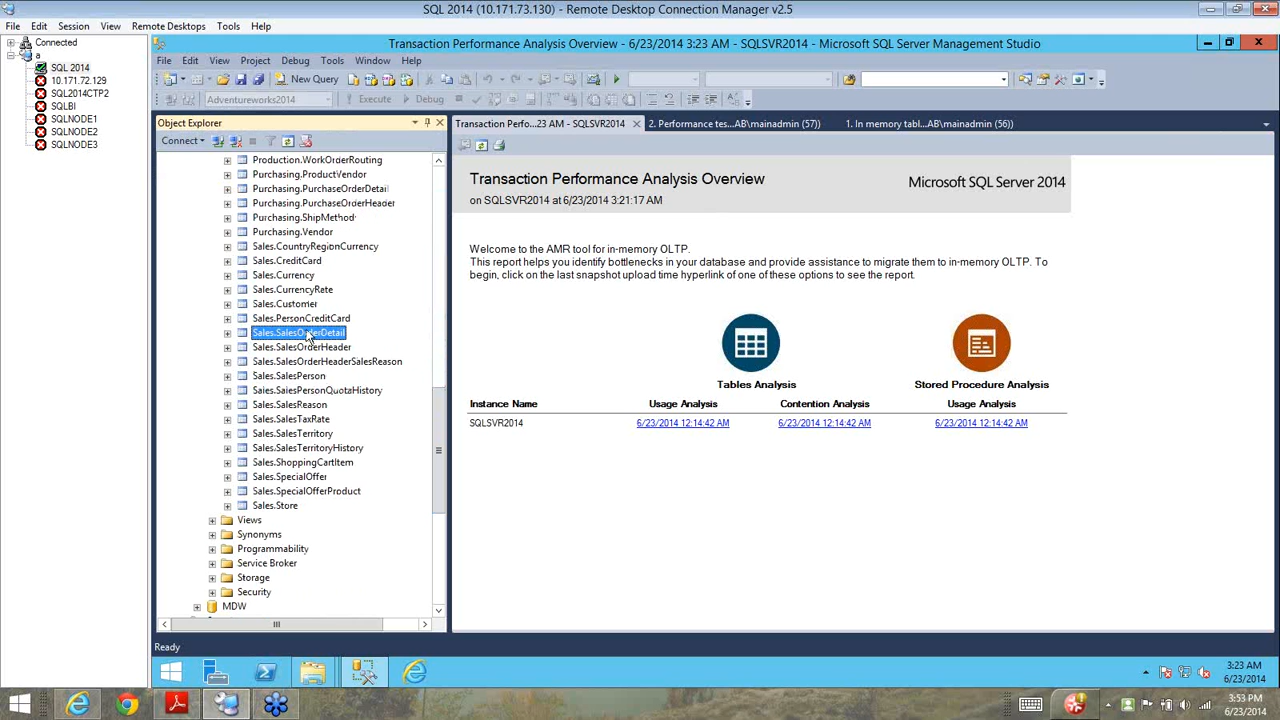 SQL 2014 (10.171.73.130) - Remote Desktop Connection Manager v2.5
File Edit Session View Remote Desktops Tools Help
Connected
a
SQL 2014
10.171.72.129
SQL2014CTP2
SQLBI
SQLNODE1
SQLNODE2
SQLNODE3
Transaction Performance Analysis Overview - 6/23/2014 3:23 AM - SQLSVR2014 - Microsoft SQL Server Management Studio
File Edit View Project Debug Tools Window Help
New Query
Adventureworks2014 Execute Debug
Object Explorer
Connect
Production.WorkOrderRouting
Purchasing.ProductVendor
Purchasing.PurchaseOrderDetail
Purchasing.PurchaseOrderHeader
Purchasing.ShipMethod
Purchasing.Vendor
Sales.CountryRegionCurrency
Sales.CreditCard
Sales.Currency
Sales.CurrencyRate
Sales.Customer
Sales.PersonCreditCard
Sales.SalesOrderDetail
Sales.SalesOrderHeader
Sales.SalesOrderHeaderSalesReason
Sales.SalesPerson
Sales.SalesPersonQuotaHistory
Sales.SalesReason
Sales.SalesTaxRate
Sales.SalesTerritory
Sales.SalesTerritoryHistory
Sales.ShoppingCartItem
Sales.SpecialOffer
Sales.SpecialOfferProduct
Sales.Store
Views
Synonyms
Programmability
Service Broker
Storage
Security
MDW
Transaction Perfo...23 AM - SQLSVR2014 2. Performance tes...AB\mainadmin (57)) 1. In memory tabl...AB\mainadmin (56))
Transaction Performance Analysis Overview
Microsoft SQL Server 2014
on SQLSVR2014 at 6/23/2014 3:21:17 AM
Welcome to the AMR tool for in-memory OLTP.
This report helps you identify bottlenecks in your database and provide assistance to migrate them to in-memory OLTP. To
begin, click on the last snapshot upload time hyperlink of one of these options to see the report.
Tables Analysis Stored Procedure Analysis
Instance Name Usage Analysis Contention Analysis Usage Analysis
SQLSVR2014 6/23/2014 12:14:42 AM 6/23/2014 12:14:42 AM 6/23/2014 12:14:42 AM
Ready
3:23 AM
6/23/2014
3:53 PM
6/23/2014